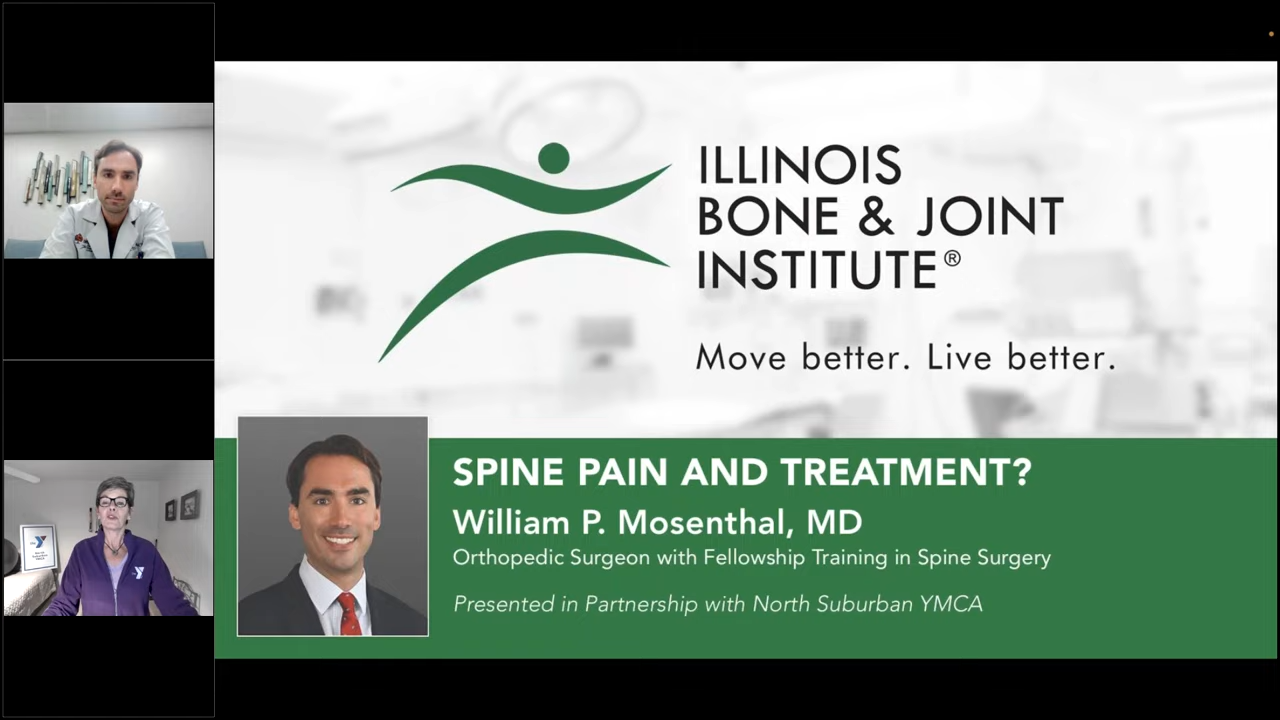 ILLINOIS
BONE & JOINT
INSTITUTE®
Move better. Live better.
SPINE PAIN AND TREATMENT?
William P. Mosenthal, MD
Orthopedic Surgeon with Fellowship Training in Spine Surgery
Presented in Partnership with North Suburban YMCA